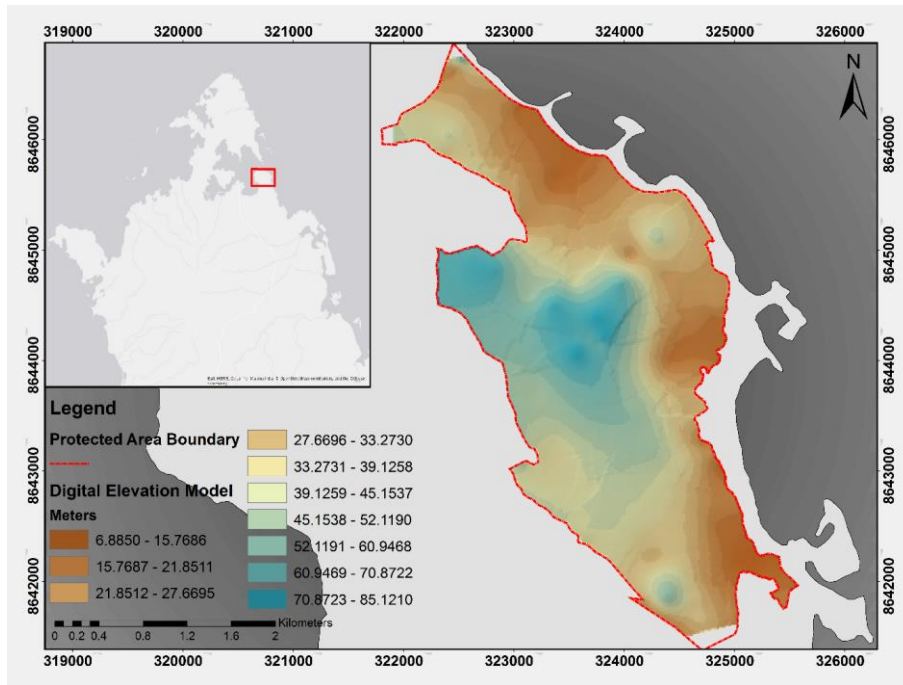 319000 320000 321000 322000 323000 324000 325000 326000
N
8646000
8645000
8644000
8643000
8642000
8646000
8645000
8644000
8643000
8642000
Legend
Protected Area Boundary
Digital Elevation Model
Meters
6.8850 - 15.7686
15.7687 - 21.8511
21.8512 - 27.6695
27.6696 - 33.2730
33.2731 - 39.1258
39.1259 - 45.1537
45.1538 - 52.1190
52.1191 - 60.9468
60.9469 - 70.8722
70.8723 - 85.1210
Kilometers
0 0.2 0.4 0.8 1.2 1.6 2
319000 320000 321000 322000 323000 324000 325000 326000